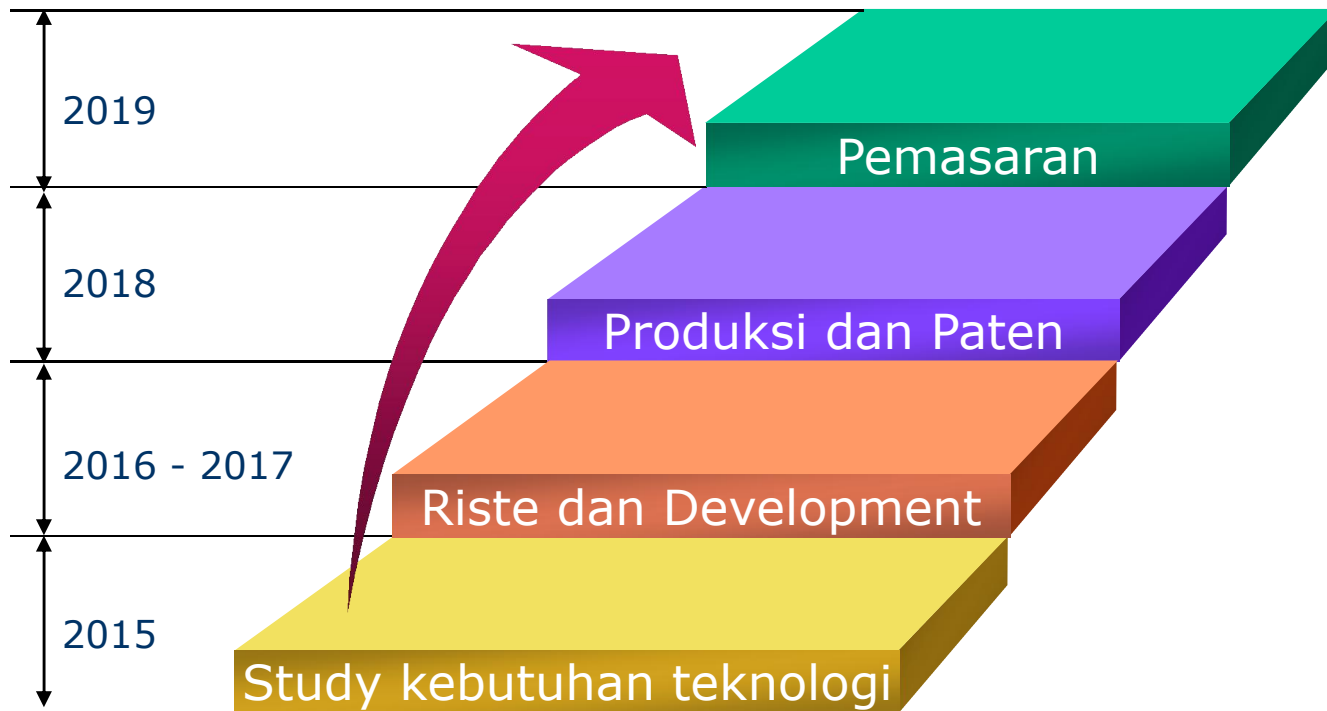 2019
Pemasaran
2018
Produksi dan Paten
2016 - 2017
Riste dan Development
2015
Study kebutuhan teknologi